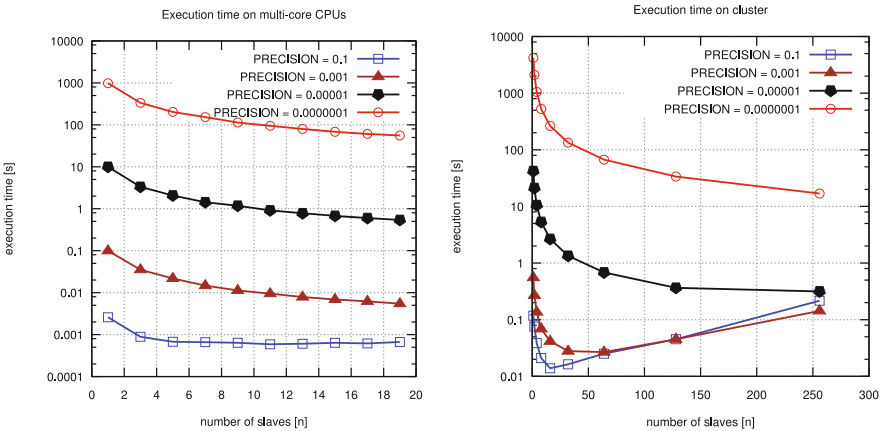 Execution time on multi-core CPUs
10000
1000
100
10
1
0.1
0.01
0.001
0.0001
0 2 4 6 8 10 12 14 16 18 20
execution time [s]
number of slaves [n]
PRECISION = 0.1
PRECISION = 0.001
PRECISION = 0.00001
PRECISION = 0.0000001
Execution time on cluster
10000
1000
100
10
1
0.1
0.01
0 50 100 150 200 250 300
execution time [s]
number of slaves [n]
PRECISION = 0.1
PRECISION = 0.001
PRECISION = 0.00001
PRECISION = 0.0000001